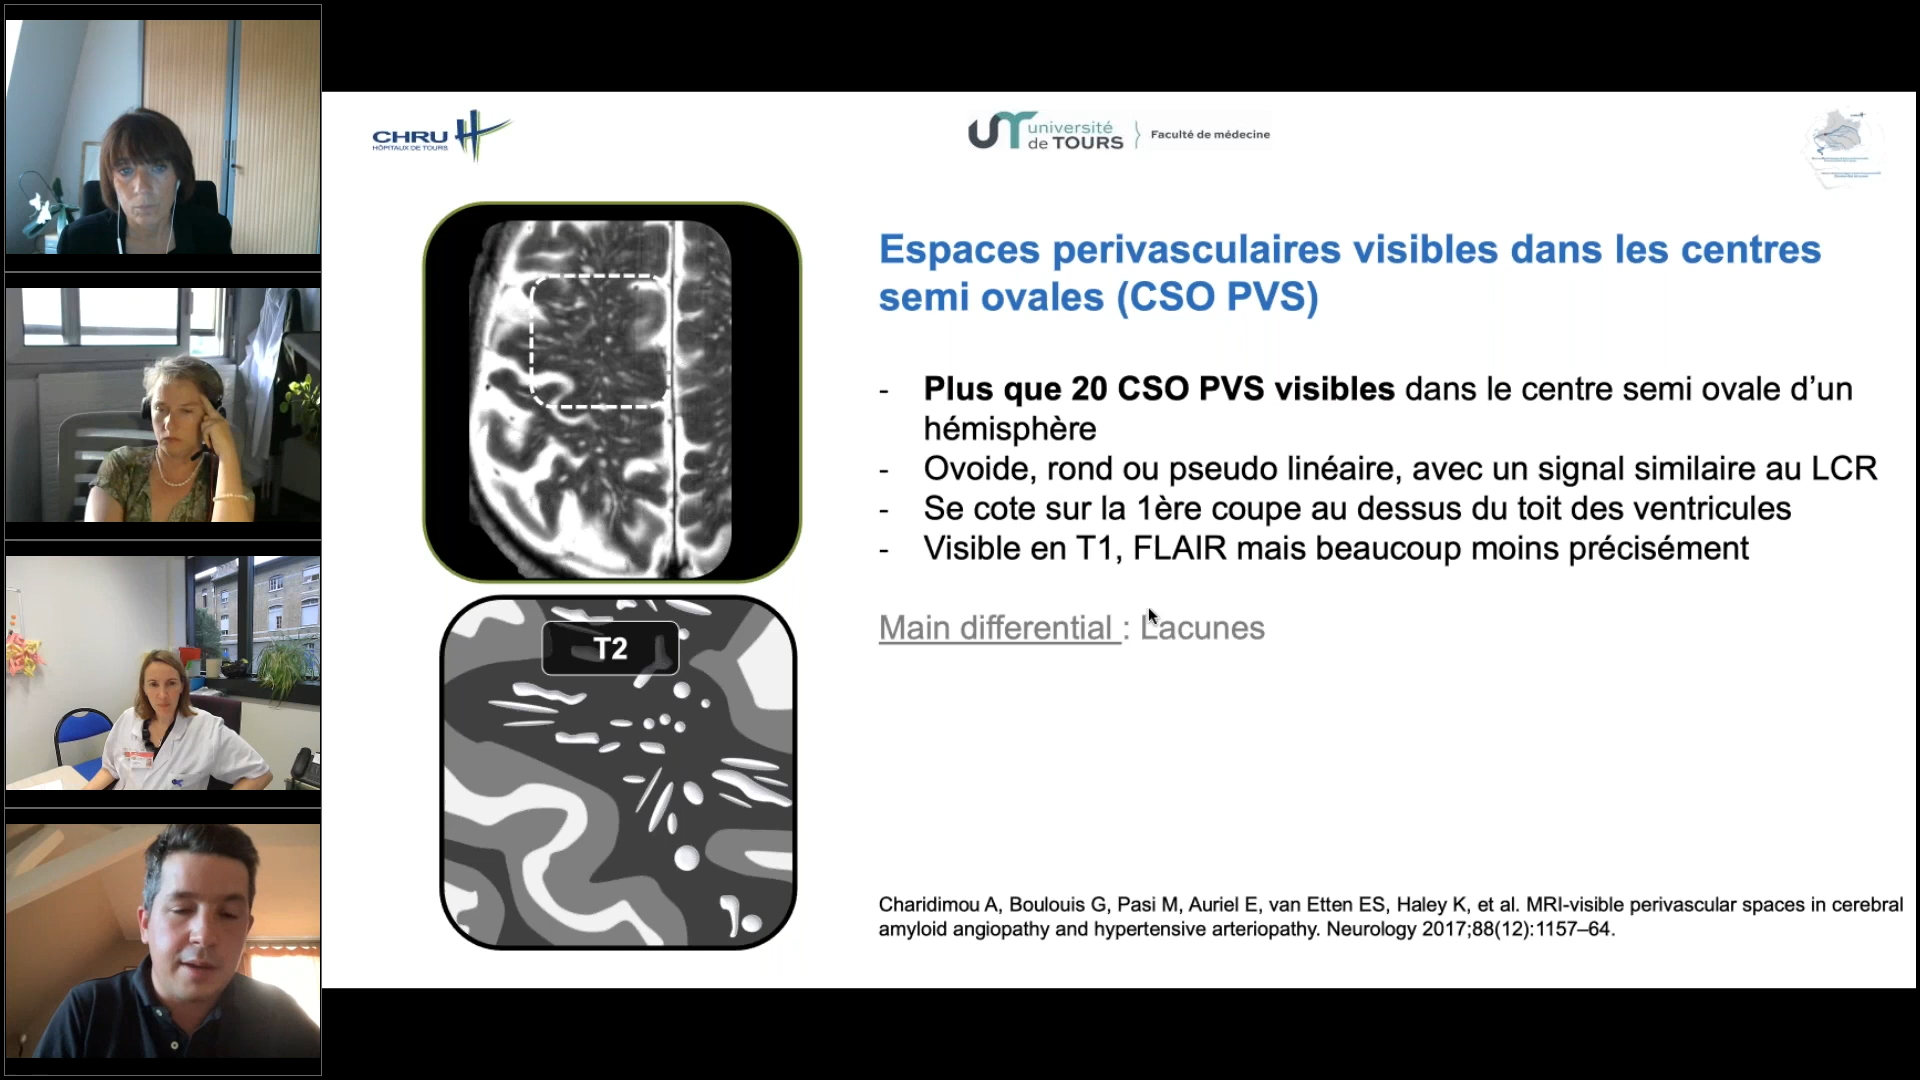 CHRU
HÔPITAUX DE TOURS
université
de TOURS
Faculté de médecine
Espaces perivasculaires visibles dans les centres
semi ovales (CSO PVS)
- Plus que 20 CSO PVS visibles dans le centre semi ovale d’un
hémisphère
- Ovoide, rond ou pseudo linéaire, avec un signal similaire au LCR
- Se cote sur la 1ère coupe au dessus du toit des ventricules
- Visible en T1, FLAIR mais beaucoup moins précisément
Main differential : Lacunes
T2
Charidimou A, Boulouis G, Pasi M, Auriel E, van Etten ES, Haley K, et al. MRI-visible perivascular spaces in cerebral
amyloid angiopathy and hypertensive arteriopathy. Neurology 2017;88(12):1157–64.